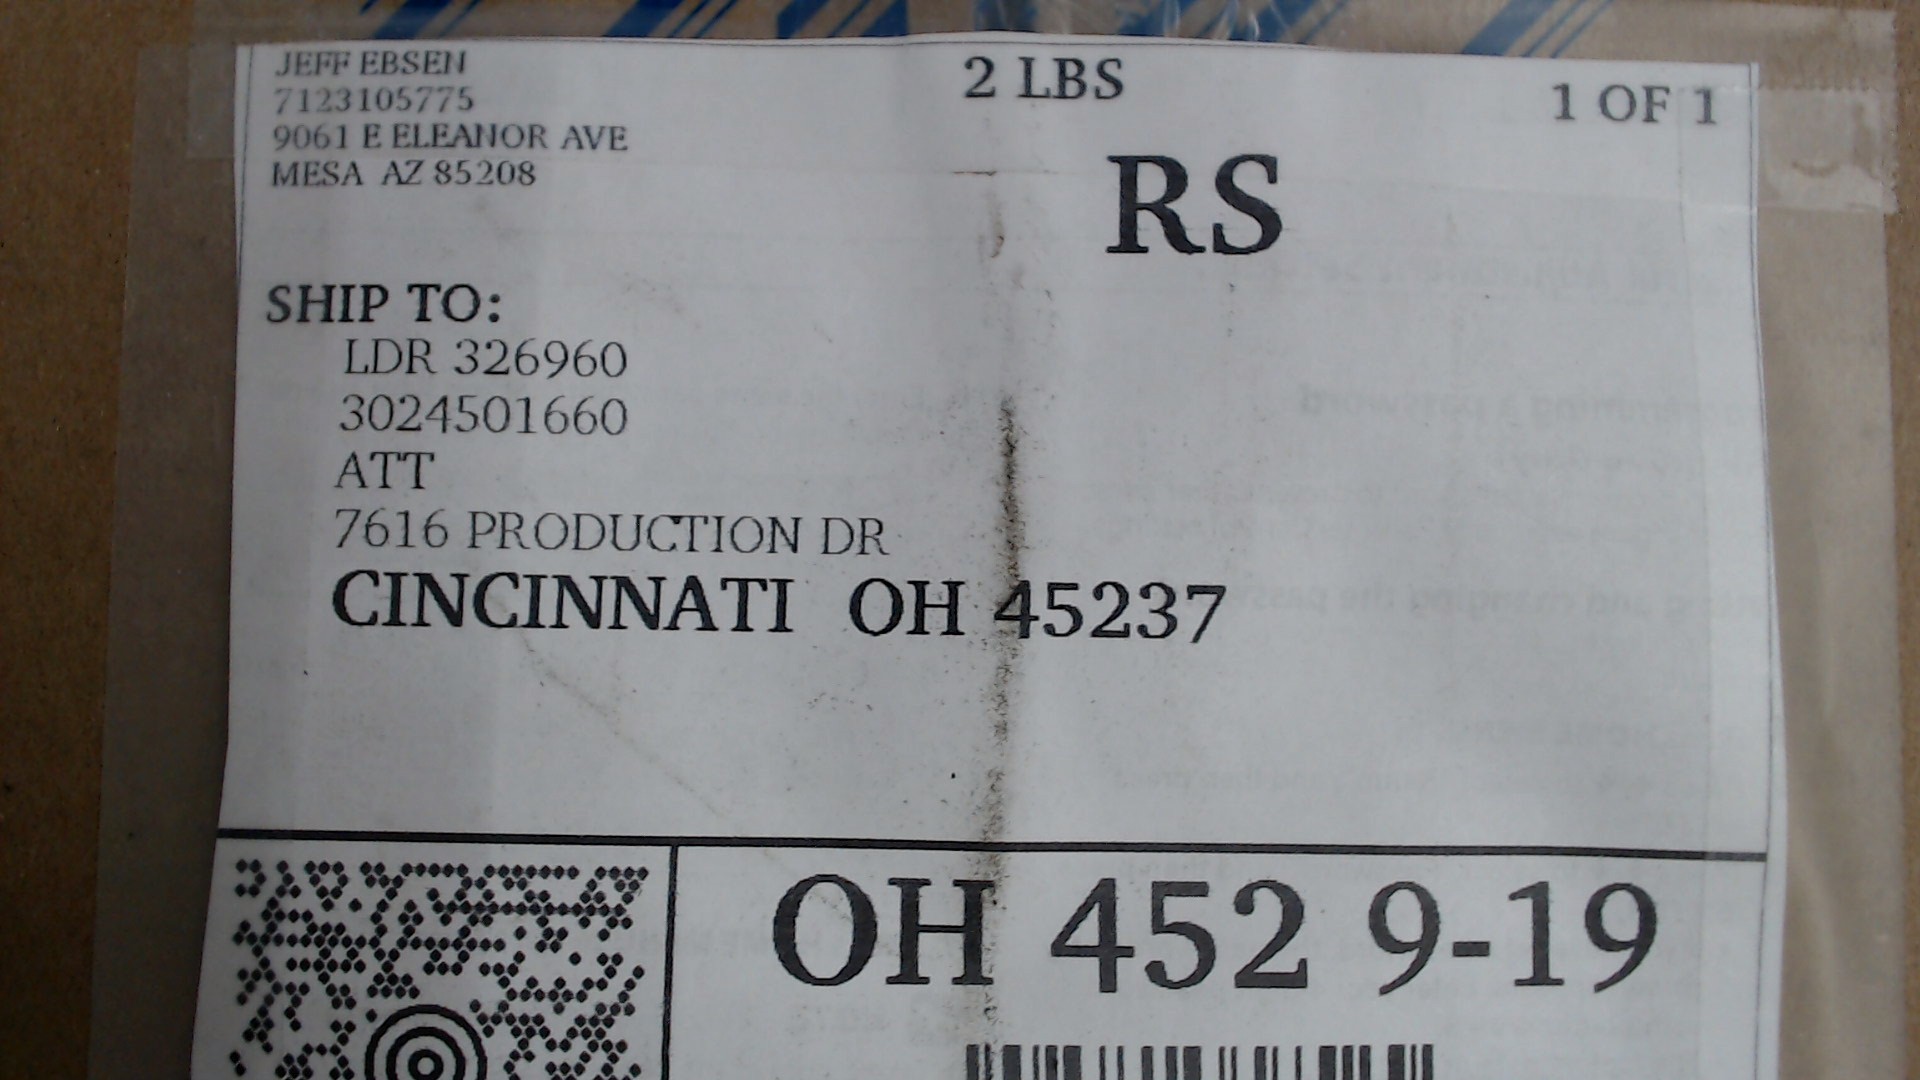 JEFF EBSEN
7123105775
9061 E ELEANOR AVE
MESA AZ 85208
2 LBS
1 OF 1
RS
SHIP TO:
LDR 326960
3024501660
ATT
7616 PRODUCTION DR
CINCINNATI OH 45237
OH 452 9-19